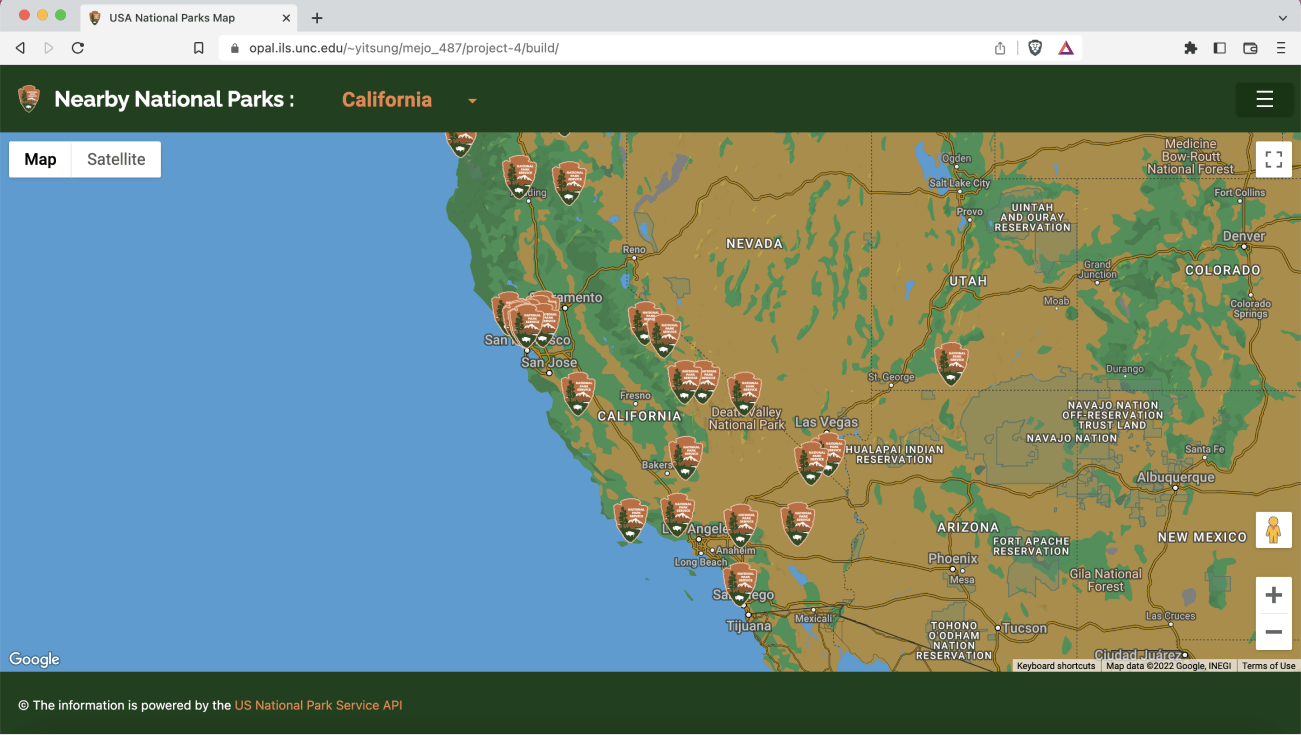 USA National Parks Map
opal.ils.unc.edu/~yitsung/mejo_487/project-4/build/
Nearby National Parks :
California
Map
Satellite
Medicine
Bow-Routt
National Forest
Ogden
Salt Lake City
Fort Collins
Provo
UINTAH
AND OURAY
RESERVATION
Reno
NEVADA
Denver
Grand
Junction
COLORADO
UTAH
Moab
Colorado
Springs
San Jose
St. George
Durango
Fresno
CALIFORNIA
Death Valley
National Park
Las Vegas
NAVAJO NATION
OFF-RESERVATION
TRUST LAND
NAVAJO NATION
HUALAPAI INDIAN
RESERVATION
Santa Fe
Albuquerque
Anaheim
Long Beach
ARIZONA
FORT APACHE
RESERVATION
NEW MEXICO
Phoenix
Mesa
Gila National
Forest
Tijuana
Mexicali
Las Cruces
TOHONO
O'ODHAM
NATION
RESERVATION
Tucson
Ciudad Juárez
Google
Keyboard shortcuts
Map data ©2022 Google, INEGI
Terms of Use
© The information is powered by the US National Park Service API